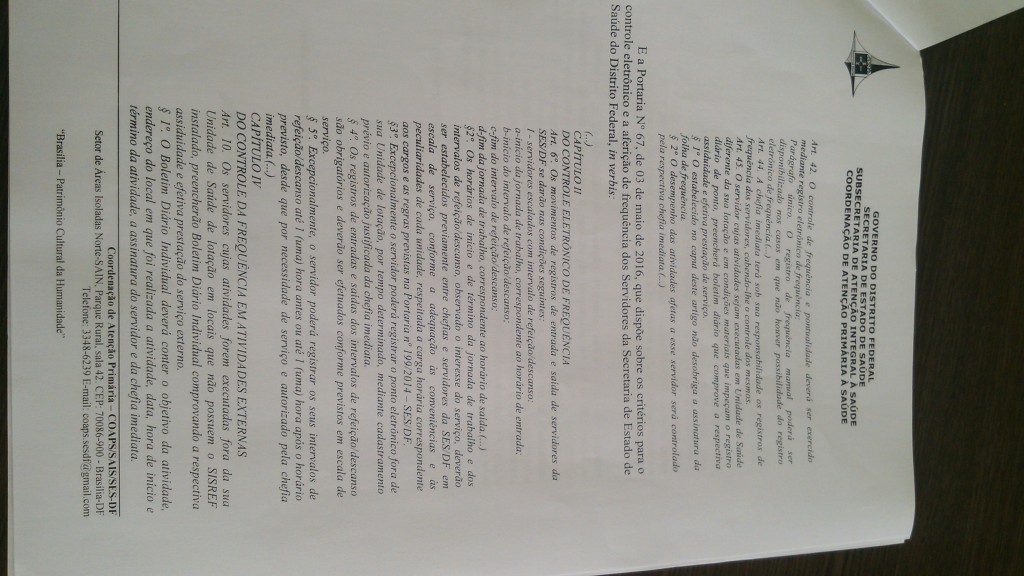 GOVERNO DO DISTRITO FEDERAL
SECRETARIA DE ESTADO DE SAÚDE
SUBSECRETARIA DE ATENÇÃO INTEGRAL À SAÚDE
COORDENAÇÃO DE ATENÇÃO PRIMÁRIA À SAÚDE
Art. 42. O controle de frequência e pontualidade deverá ser exercido
mediante registro eletrônico de frequência;
Parágrafo único. O registro de frequência manual poderá ser
disponibilizado nos casos em que não houver possibilidade do registro
eletrônico de frequência.(...)
Art. 44. A chefia imediata terá sob sua responsabilidade os registros de
frequência dos servidores, cabendo-lhe o controle dos mesmos.
Art. 45. O servidor cujas atividades sejam executadas em Unidade de Saúde
diferente da sua lotação e em condições materiais que impeçam o registro
diário de ponto, preencherá boletim diário que comprove a respectiva
assiduidade e efetiva prestação de serviço.
§ 1º O estabelecido no caput deste artigo não desobriga a assinatura da
folha de frequência.
§ 2º O desempenho das atividades afetas a esse servidor será controlado
pela respectiva chefia imediata.(...)
E a Portaria Nº 67, de 03 de maio de 2016, que dispõe sobre os critérios para o
controle eletrônico e a aferição de frequência dos Servidores da Secretaria de Estado de
Saúde do Distrito Federal, in verbis:
(...)
CAPÍTULO II
DO CONTROLE ELETRÔNICO DE FREQUÊNCIA
Art. 6º. Os movimentos de registros de entrada e saída de servidores da
SES/DF se darão nas condições seguintes:
I - servidores escalados com intervalo de refeição/descanso:
a-início da jornada de trabalho, correspondente ao horário de entrada;
b-início do intervalo de refeição/descanso;
c-fim do intervalo de refeição/descanso;
d-fim da jornada de trabalho, correspondente ao horário de saída.(...)
§2º. Os horários de início e de término da jornada de trabalho e dos
intervalos de refeição/descanso, observado o interesse do serviço, deverão
ser estabelecidos previamente entre chefias e servidores da SES/DF em
escala de serviço, conforme a adequação às conveniências e às
peculiaridades de cada unidade, respeitada a carga horária correspondente
aos cargos e as regras previstas na Portaria nº 199/2014 – SES/DF.
§3º Excepcionalmente o servidor poderá registrar o ponto eletrônico fora de
sua Unidade de lotação, por tempo determinado, mediante cadastramento
prévio e autorização justificada da chefia imediata.
§ 4º. Os registros de entradas e saídas dos intervalos de refeição/descanso
são obrigatórios e deverão ser efetuados conforme previstos em escala de
serviço.
§ 5º. Excepcionalmente, o servidor poderá registrar os seus intervalos de
refeição/descanso até 1 (uma) hora antes ou até 1 (uma) hora após o horário
previsto, desde que por necessidade de serviço e autorizado pela chefia
imediata.(...)
CAPÍTULO IV
DO CONTROLE DA FREQUÊNCIA EM ATIVIDADES EXTERNAS
Art. 10. Os servidores cujas atividades forem executadas fora da sua
Unidade de Saúde de lotação em locais que não possuem o SISREF
instalado, preencherão Boletim Diário Individual comprovando a respectiva
assiduidade e efetiva prestação do serviço externo.
§ 1º. O Boletim Diário Individual deverá conter o objetivo da atividade,
endereço do local em que foi realizado a atividade, data, hora de início e
término da atividade, a assinatura do servidor e da chefia imediata.
Coordenação de Atenção Primária – COAPS/SAIS/SES-DF
Setor de Áreas Isoladas Norte-SAIN, Parque Rural, sala 42, CEP: 70086-900 - Brasília-DF
Telefone: 3348-6239 E-mail: coaps.sesdf@gmail.com
"Brasília – Patrimônio Cultural da Humanidade"